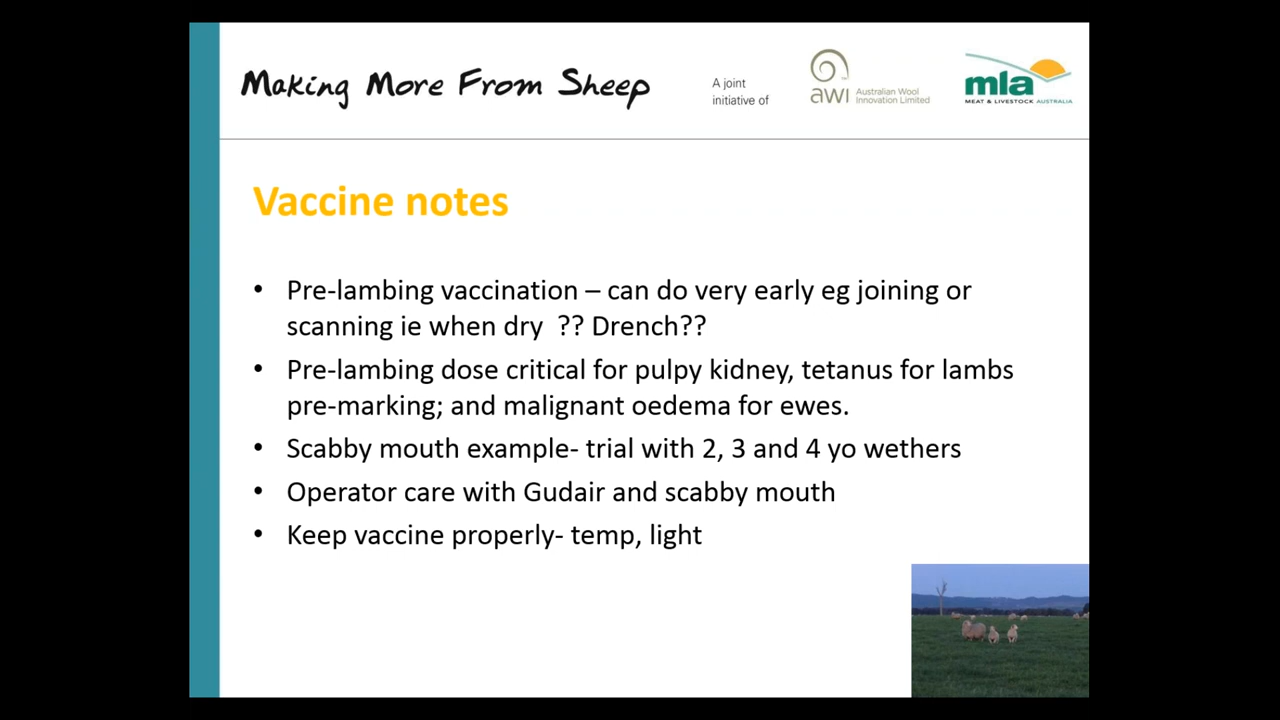 Making More From Sheep
A joint
initiative of
awi
Australian Wool
Innovation Limited
mla
MEAT & LIVESTOCK AUSTRALIA
Vaccine notes
• Pre-lambing vaccination – can do very early eg joining or
scanning ie when dry ?? Drench??
• Pre-lambing dose critical for pulpy kidney, tetanus for lambs
pre-marking; and malignant oedema for ewes.
• Scabby mouth example- trial with 2, 3 and 4 yo wethers
• Operator care with Gudair and scabby mouth
• Keep vaccine properly- temp, light